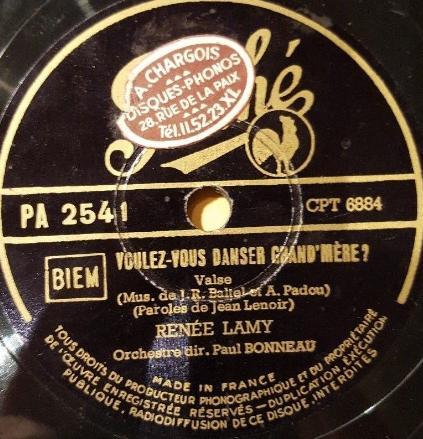 Pathé
A. CHARGOIS
DISQUES-PHONOS
28, RUE DE LA PAIX
Tél. 11.52.23.XL
PA 2541
CPT 6884
BIEM
VOULEZ-VOUS DANSER GRAND'MÈRE?
Valse
(Mus. de J. R. Baltel et A. Padou)
(Paroles de Jean Lenoir)
RENÉE LAMY
Orchestre dir. Paul BONNEAU
MADE IN FRANCE
TOUS DROITS DU PRODUCTEUR PHONOGRAPHIQUE ET DU PROPRIÉTAIRE
DE L'ŒUVRE ENREGISTRÉE RÉSERVÉS — DUPLICATION, EXÉCUTION
PUBLIQUE, RADIODIFFUSION DE CE DISQUE, INTERDITES